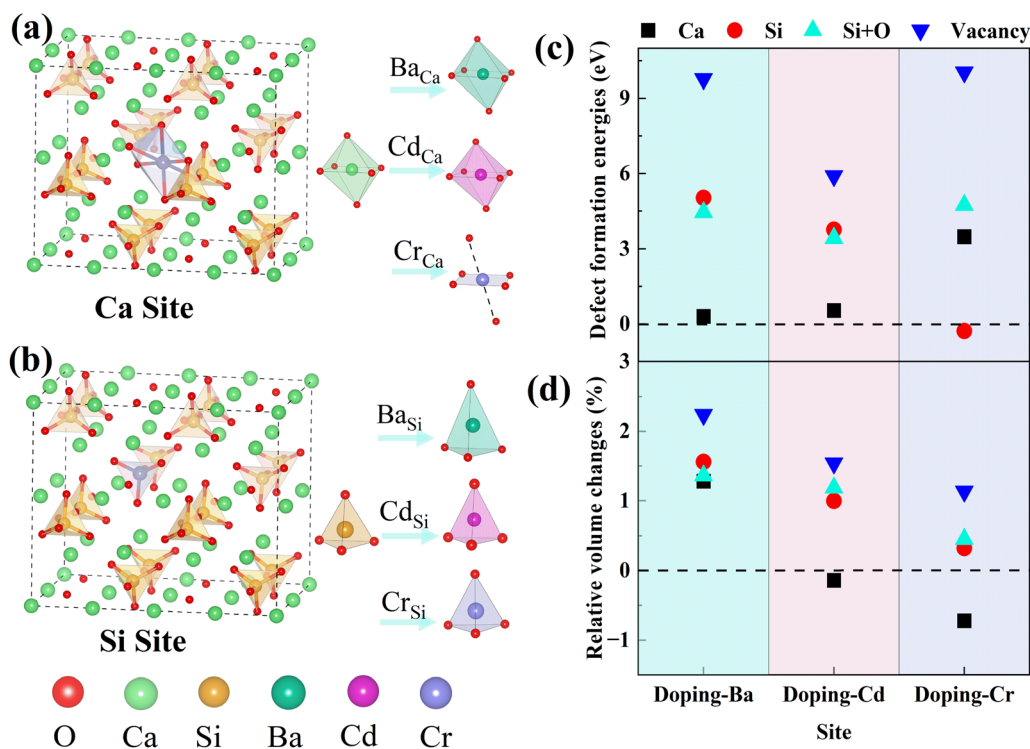 (a)
Ba_Ca
Cd_Ca
Cr_Ca
Ca Site
(b)
Ba_Si
Cd_Si
Cr_Si
Si Site
O Ca Si Ba Cd Cr
Ca Si Si+O Vacancy
(c)
Defect formation energies (eV)
9
6
3
0
(d)
Relative volume changes (%)
3
2
1
0
−1
Doping-Ba Doping-Cd Doping-Cr
Site